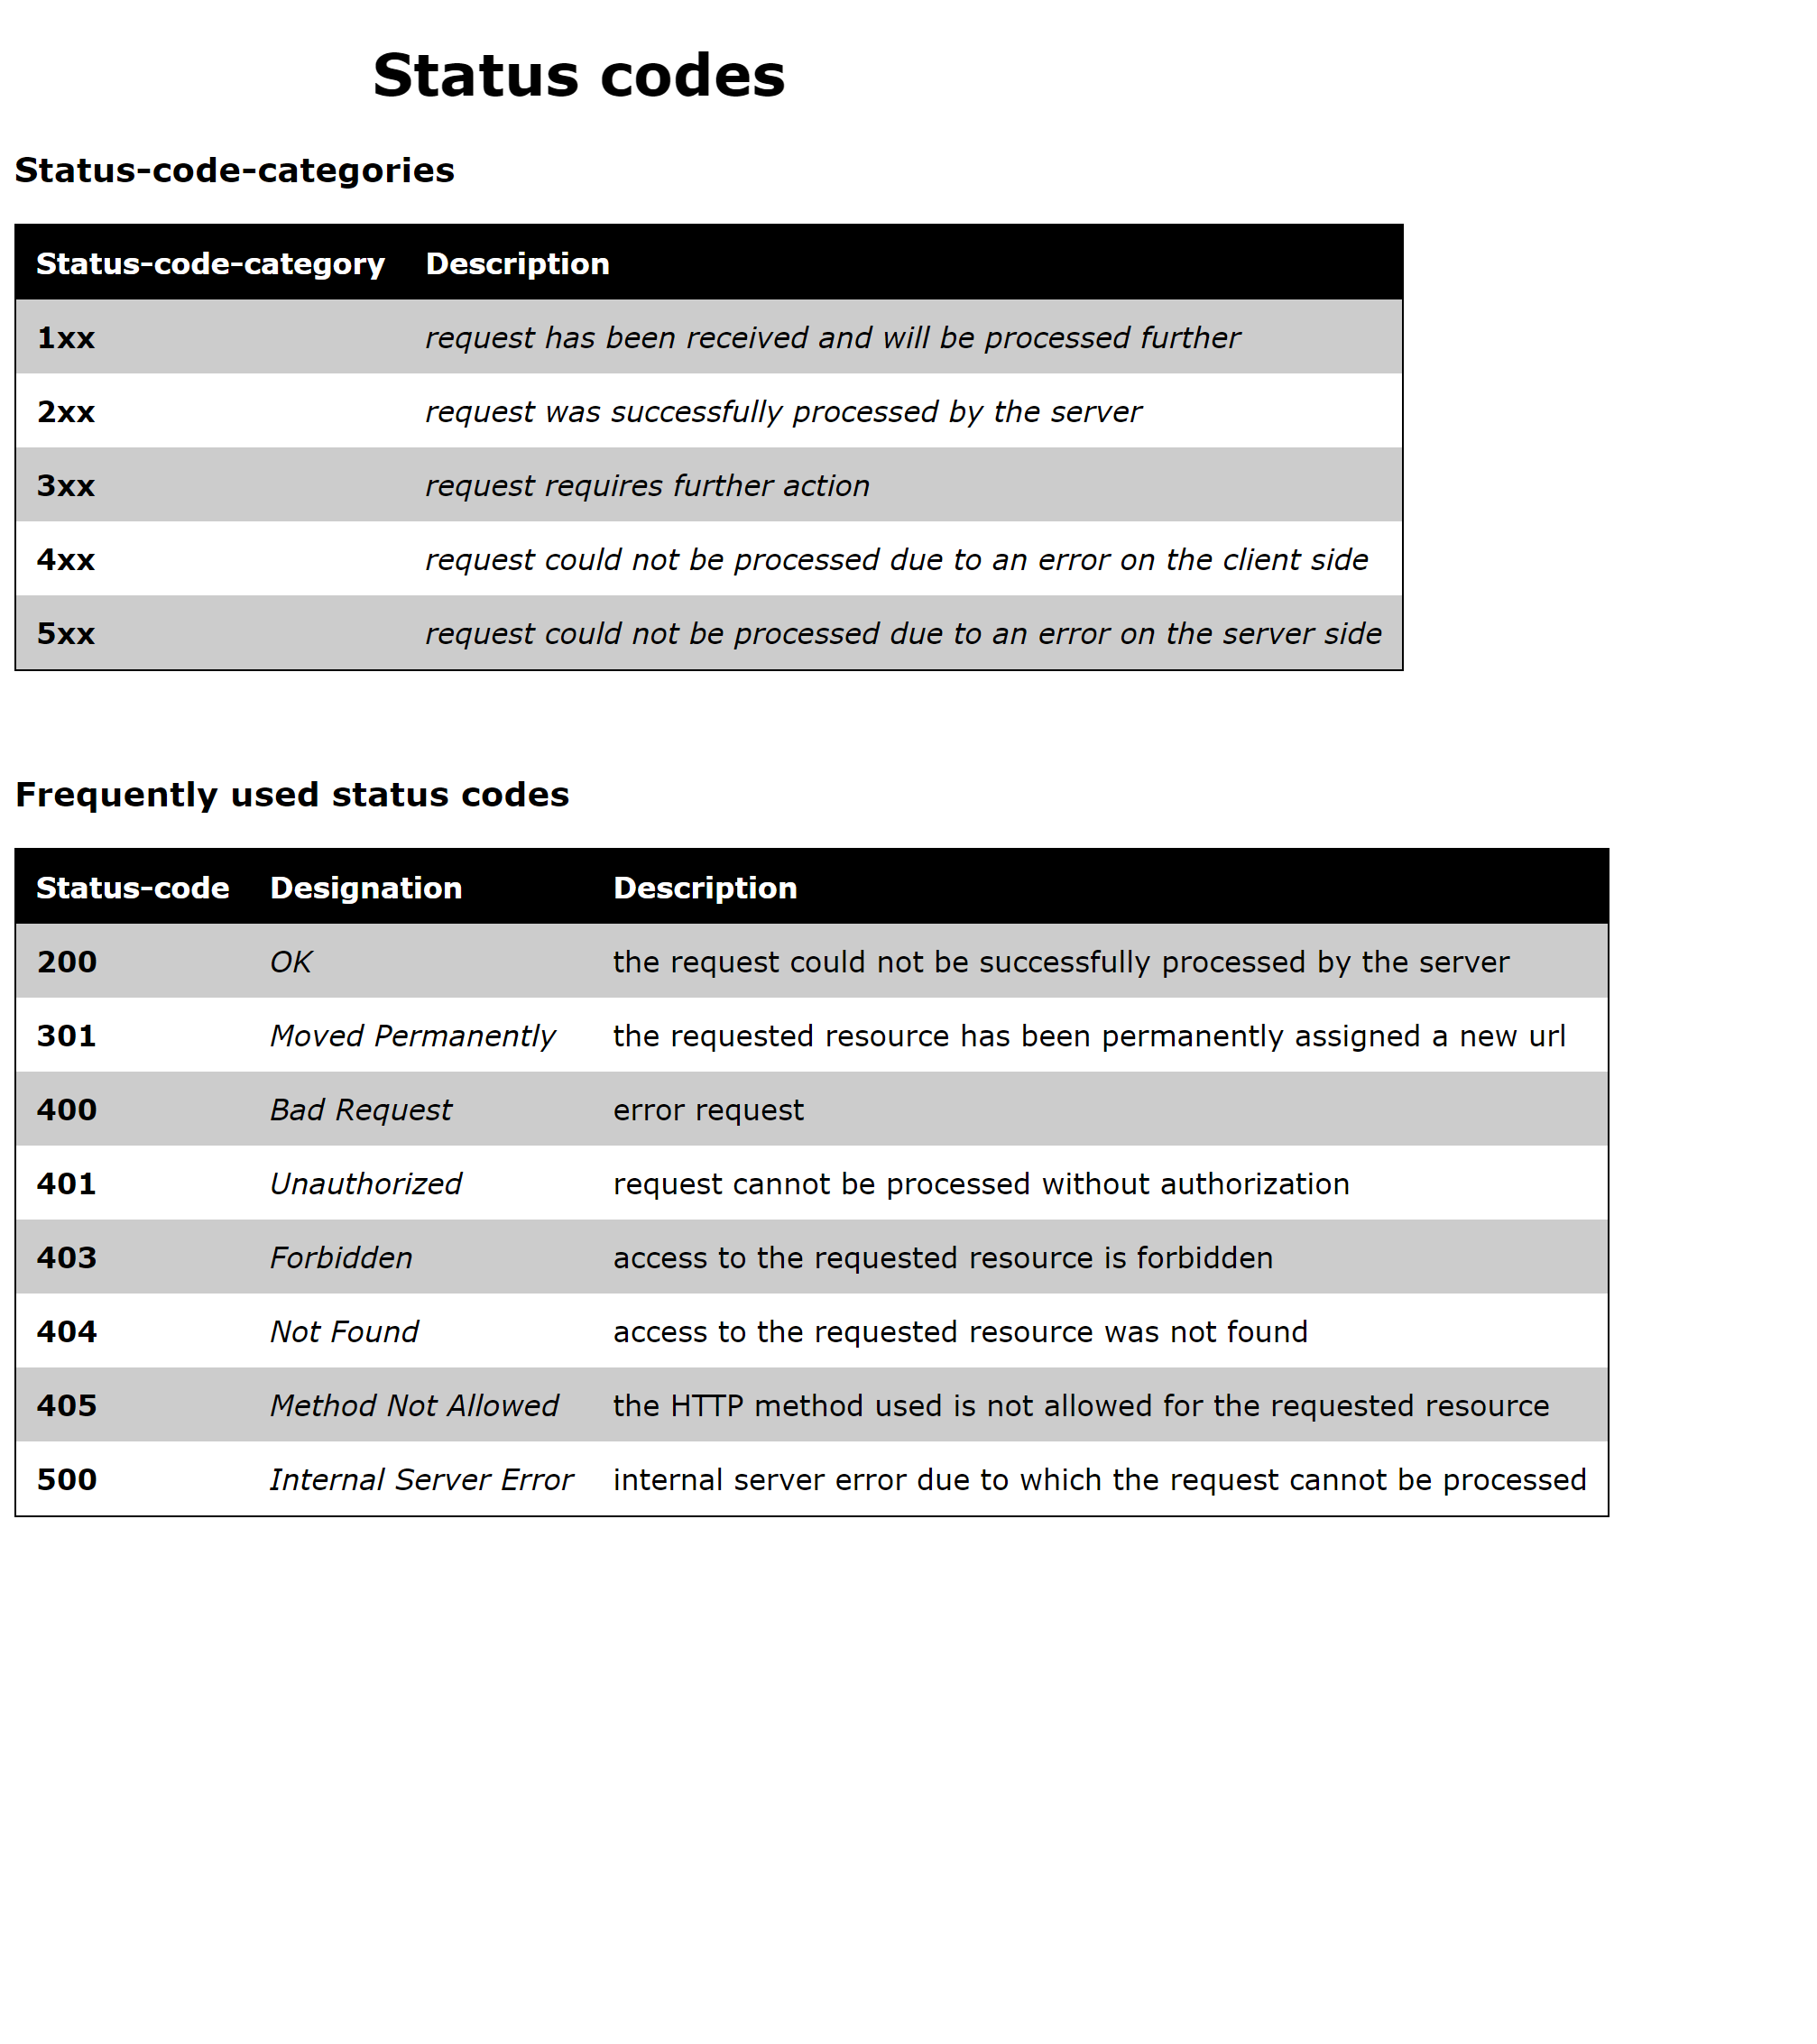 Status codes
Status-code-categories
Status-code-category Description
1xx request has been received and will be processed further
2xx request was successfully processed by the server
3xx request requires further action
4xx request could not be processed due to an error on the client side
5xx request could not be processed due to an error on the server side
Frequently used status codes
Status-code Designation Description
200 OK the request could not be successfully processed by the server
301 Moved Permanently the requested resource has been permanently assigned a new url
400 Bad Request error request
401 Unauthorized request cannot be processed without authorization
403 Forbidden access to the requested resource is forbidden
404 Not Found access to the requested resource was not found
405 Method Not Allowed the HTTP method used is not allowed for the requested resource
500 Internal Server Error internal server error due to which the request cannot be processed